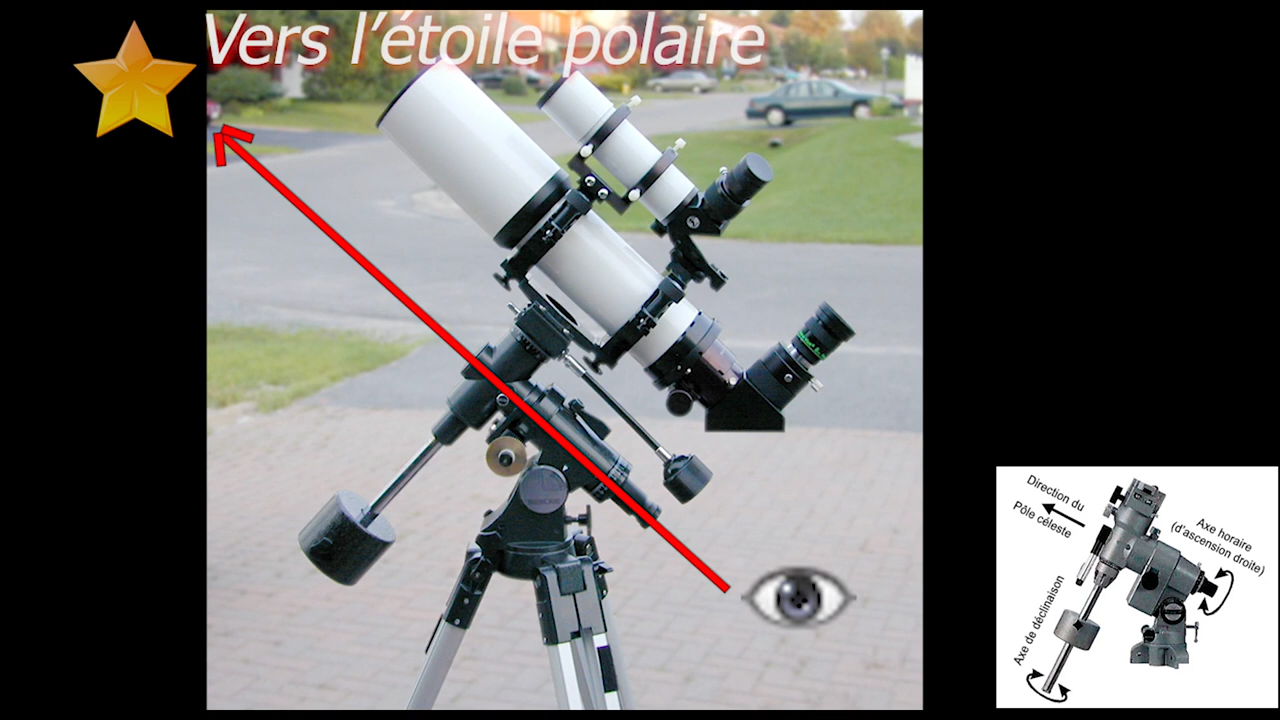 Vers l'étoile polaire
Direction du
Pôle céleste
Axe horaire
(d'ascension droite)
Axe de déclinaison